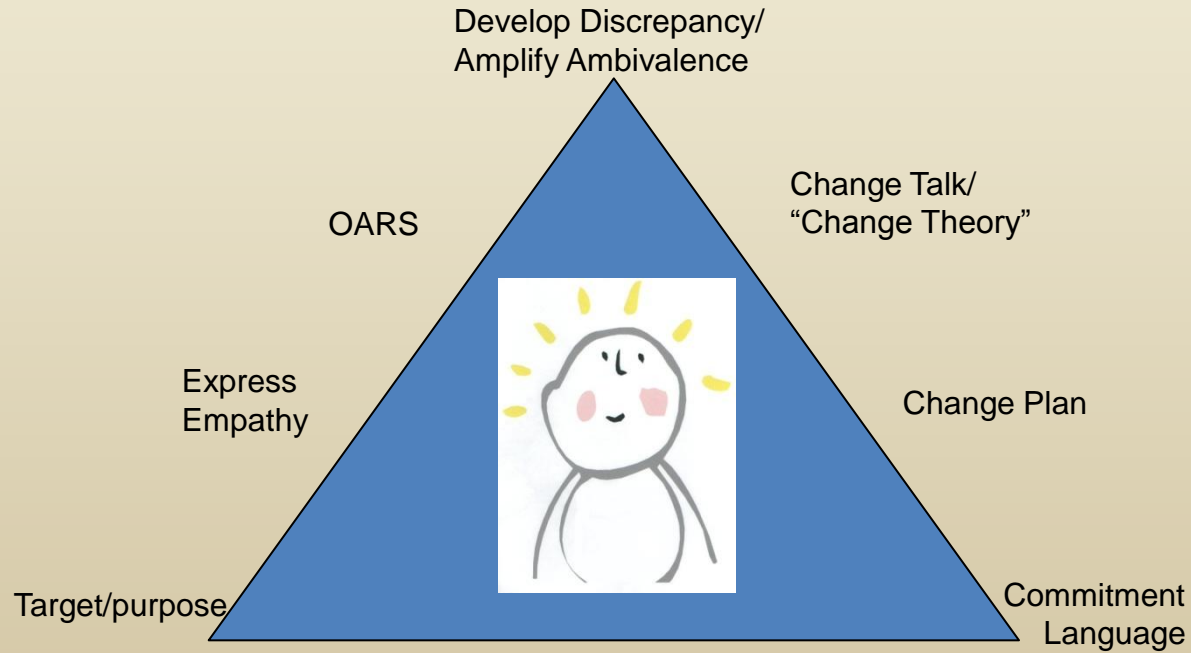 Develop Discrepancy/
Amplify Ambivalence
Change Talk/
“Change Theory”
OARS
Express
Empathy
Change Plan
Target/purpose
Commitment
Language